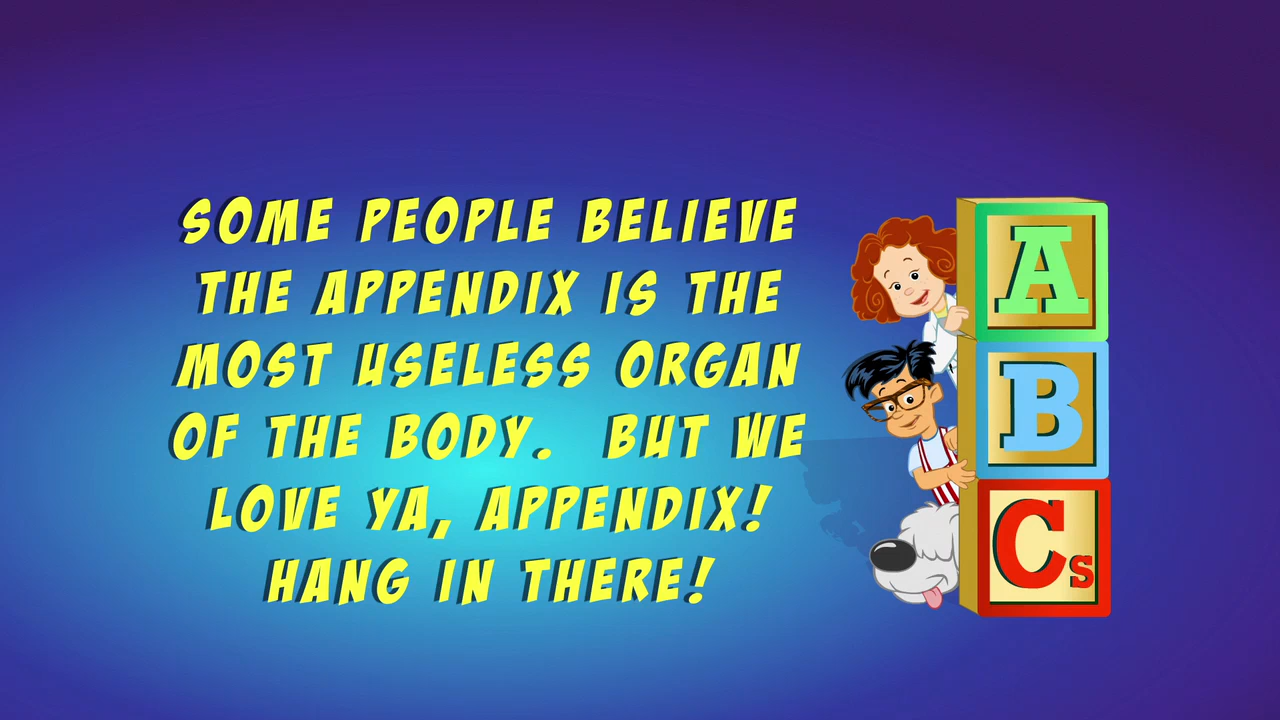 SOME PEOPLE BELIEVE
THE APPENDIX IS THE
MOST USELESS ORGAN
OF THE BODY.  BUT WE
LOVE YA, APPENDIX!
HANG IN THERE!
A
B
Cs